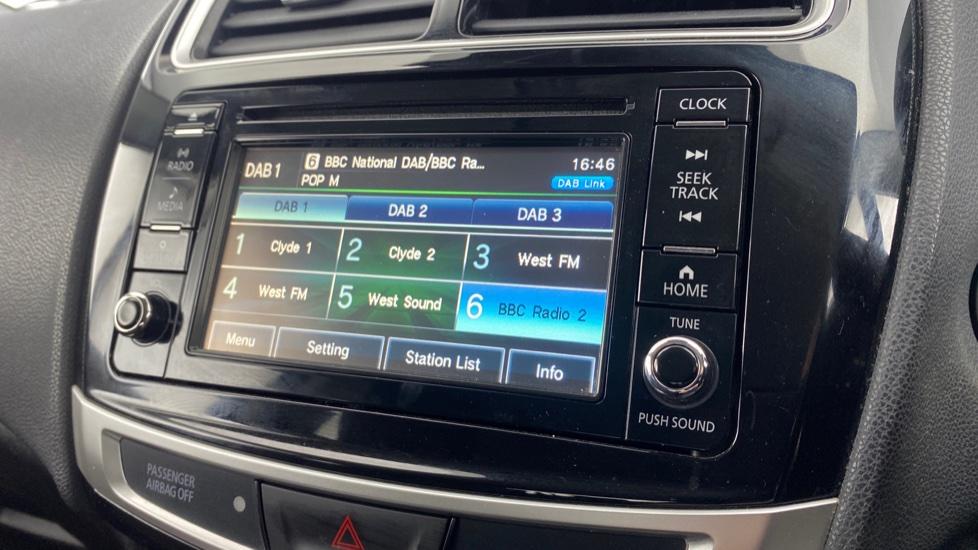 CLOCK
RADIO
MEDIA
DAB1
6 BBC National DAB/BBC Ra...
16:46
POP M
DAB Link
DAB 1
DAB 2
DAB 3
1 Clyde 1
2 Clyde 2
3 West FM
4 West FM
5 West Sound
6 BBC Radio 2
Menu
Setting
Station List
Info
SEEK
TRACK
HOME
TUNE
PUSH SOUND
PASSENGER
AIRBAG OFF